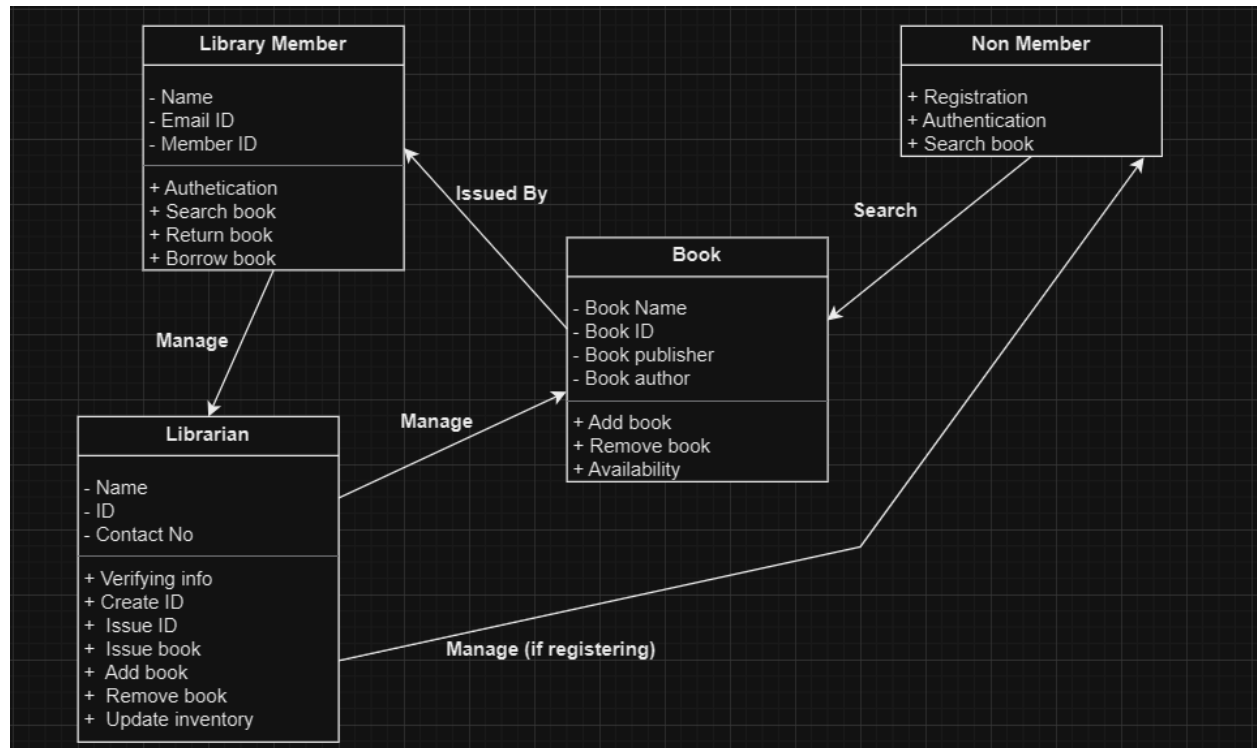 Library Member
- Name
- Email ID
- Member ID
+ Authetication
+ Search book
+ Return book
+ Borrow book
Non Member
+ Registration
+ Authentication
+ Search book
Issued By
Search
Book
- Book Name
- Book ID
- Book publisher
- Book author
+ Add book
+ Remove book
+ Availability
Manage
Manage
Librarian
- Name
- ID
- Contact No
+ Verifying info
+ Create ID
+ Issue ID
+ Issue book
+ Add book
+ Remove book
+ Update inventory
Manage (if registering)